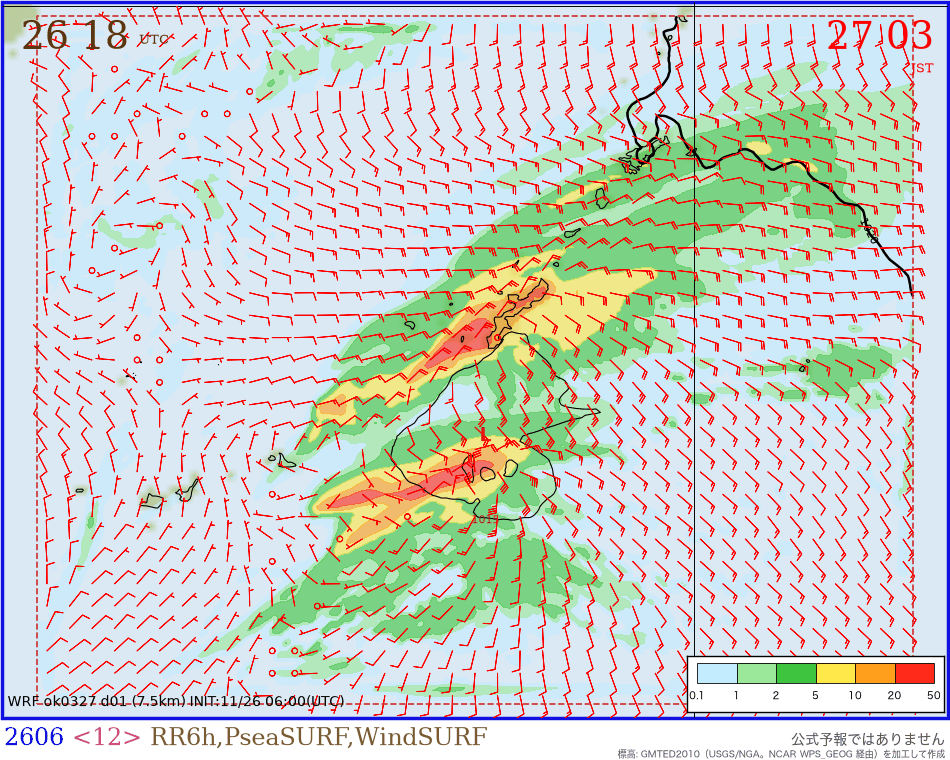 26 18 UTC
27 03
JST
L
0.1 1 2 5 10 20 50
WRF ok0327 d01 (7.5km) INIT:11/26 06:00(UTC)
2606 <12> RR6h,PseaSURF,WindSURF
公式予報ではありません
標高: GMTED2010（USGS/NGA。NCAR WPS_GEOG 経由）を加工して作成